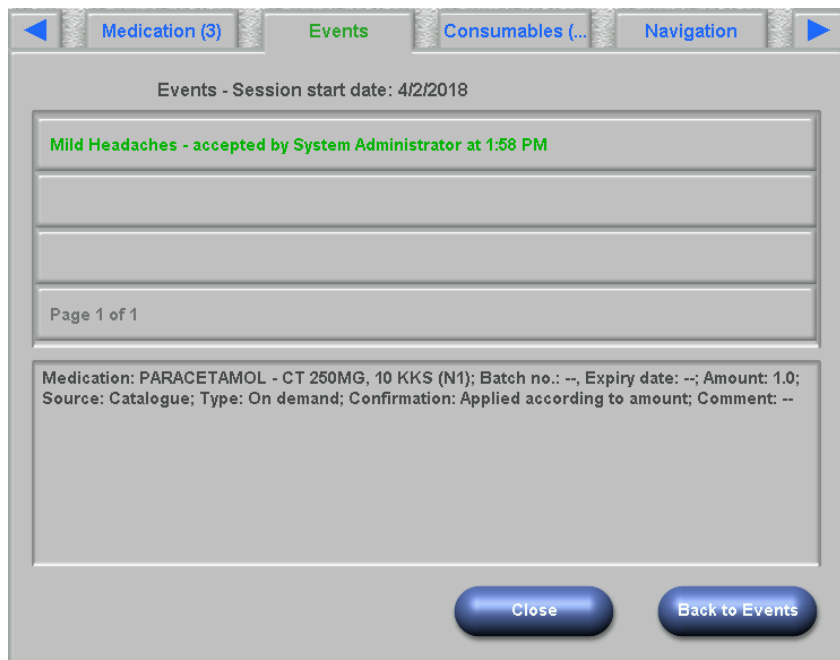 Medication (3)
Events
Consumables (...
Navigation
Events - Session start date: 4/2/2018
Mild Headaches - accepted by System Administrator at 1:58 PM
Page 1 of 1
Medication: PARACETAMOL - CT 250MG, 10 KKS (N1); Batch no.: --, Expiry date: --; Amount: 1.0;
Source: Catalogue; Type: On demand; Confirmation: Applied according to amount; Comment: --
Close
Back to Events